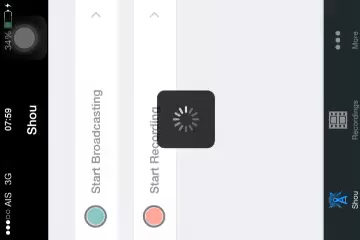 ●●●○○ AIS 3G 07:59 34%
Shou
Start Broadcasting
Start Recording
Shou Recordings More